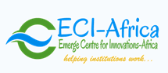 ECI-Africa
Emerge Centre for Innovations-Africa
helping institutions work...